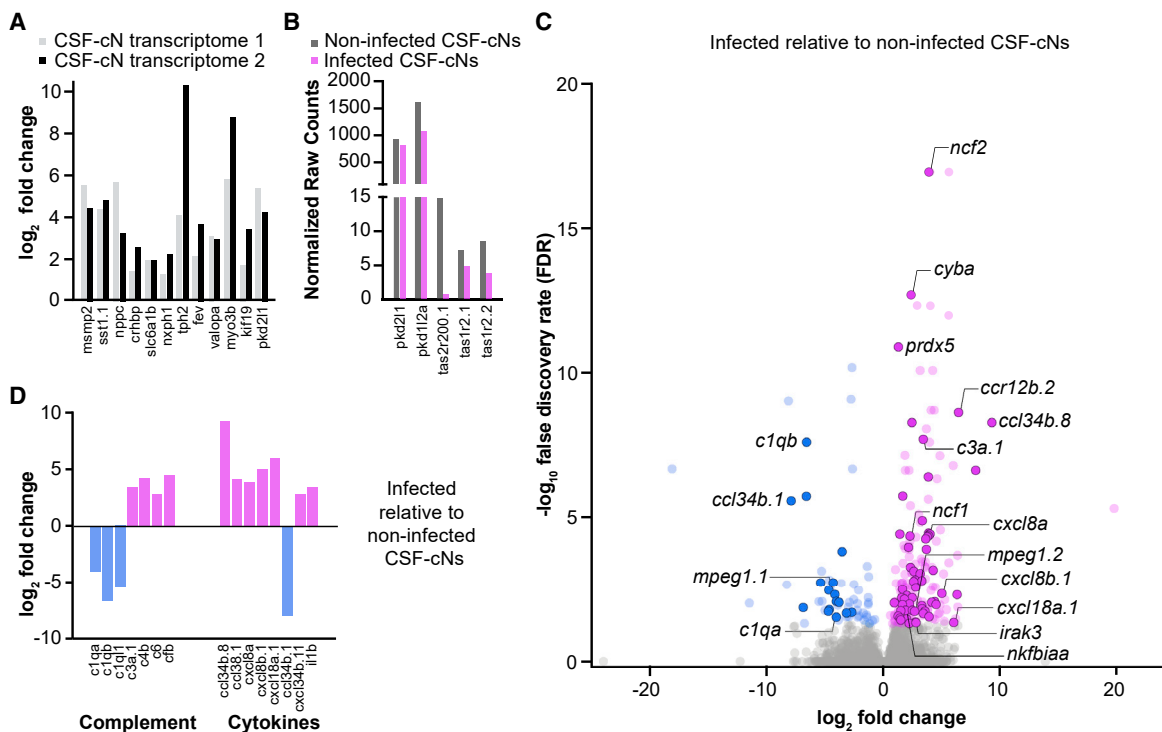 A
CSF-cN transcriptome 1
CSF-cN transcriptome 2
log2 fold change
10
8
6
4
2
0
msmp2
sst1.1
nppc
crhbp
slc6a1b
nxph1
tph2
fev
valopa
myo3b
kif19
pkd2l1
B
Non-infected CSF-cNs
Infected CSF-cNs
Normalized Raw Counts
2000
1500
1000
500
15
10
5
0
pkd2l1
pkd1l2a
tas2r200.1
tas1r2.1
tas1r2.2
C
Infected relative to non-infected CSF-cNs
-log10 false discovery rate (FDR)
20
15
10
5
0
-20
-10
0
10
20
log2 fold change
ncf2
cyba
prdx5
ccr12b.2
ccl34b.8
c3a.1
c1qb
ccl34b.1
ncf1
cxcl8a
mpeg1.2
mpeg1.1
cxcl8b.1
cxcl18a.1
c1qa
irak3
nkfbiaa
D
log2 fold change
10
5
0
-5
-10
c1qa
c1qb
c1ql1
c3a.1
c4b
c6
cfb
ccl34b.8
ccl38.1
cxcl8a
cxcl8b.1
cxcl18a.1
ccl34b.1
cxcl34b.11
il1b
Complement
Cytokines
Infected
relative to
non-infected
CSF-cNs